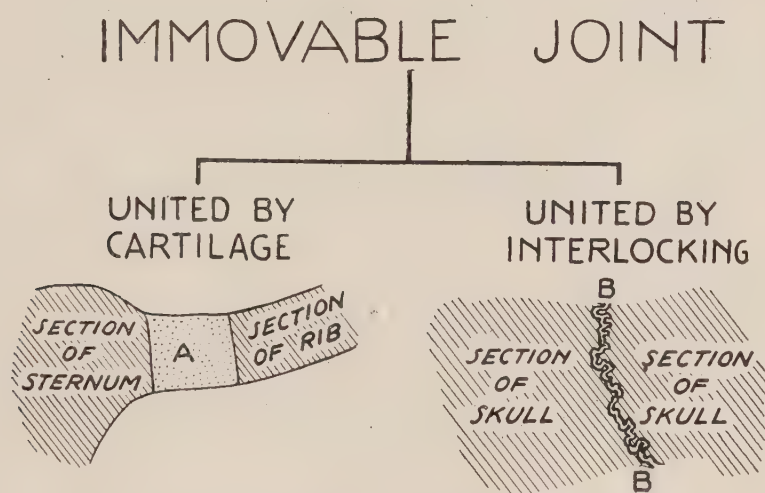 IMMOVABLE JOINT
UNITED BY
CARTILAGE
SECTION
OF
STERNUM
A
SECTION
OF RIB
UNITED BY
INTERLOCKING
B
SECTION
OF
SKULL
SECTION
OF
SKULL
B